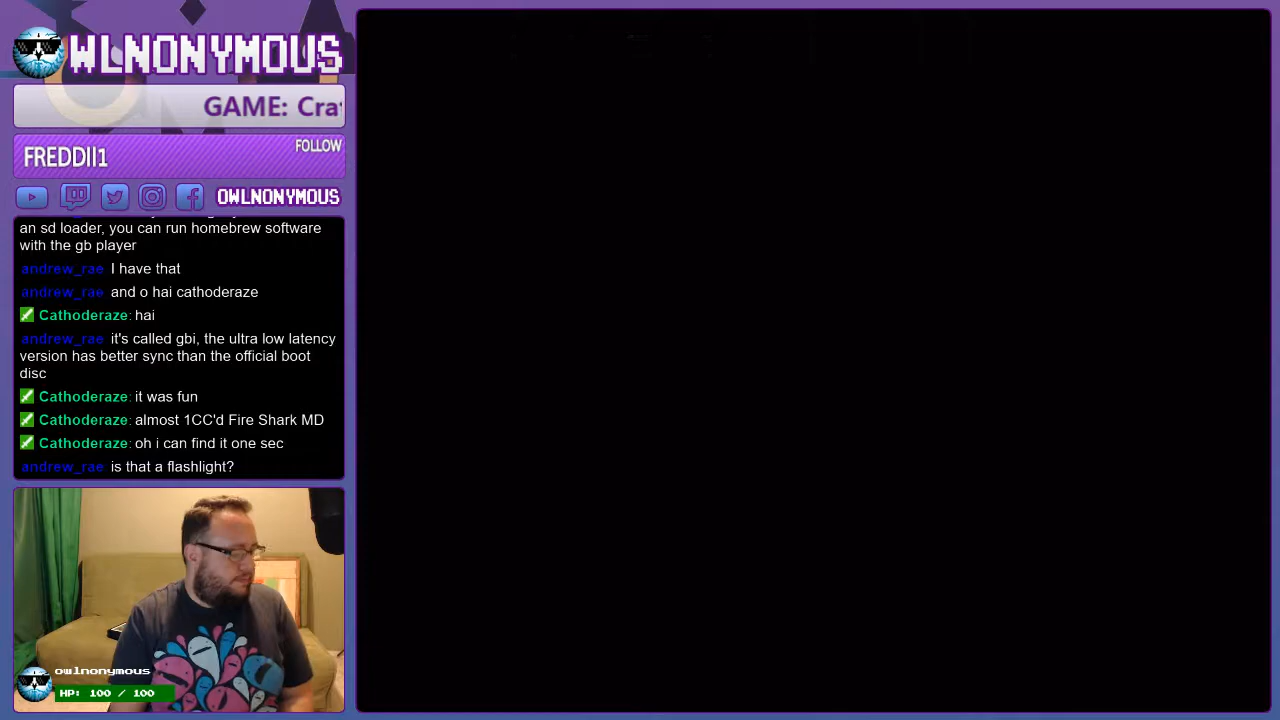 OWLNONYMOUS
GAME: Cra
FREDDII1
FOLLOW
OWLNONYMOUS
an sd loader, you can run homebrew software
with the gb player
andrew_rae I have that
andrew_rae and o hai cathoderaze
Cathoderaze: hai
andrew_rae it's called gbi, the ultra low latency
version has better sync than the official boot
disc
Cathoderaze: it was fun
Cathoderaze: almost 1CC'd Fire Shark MD
Cathoderaze: oh i can find it one sec
andrew_rae is that a flashlight?
owlnonymous
HP: 100 / 100